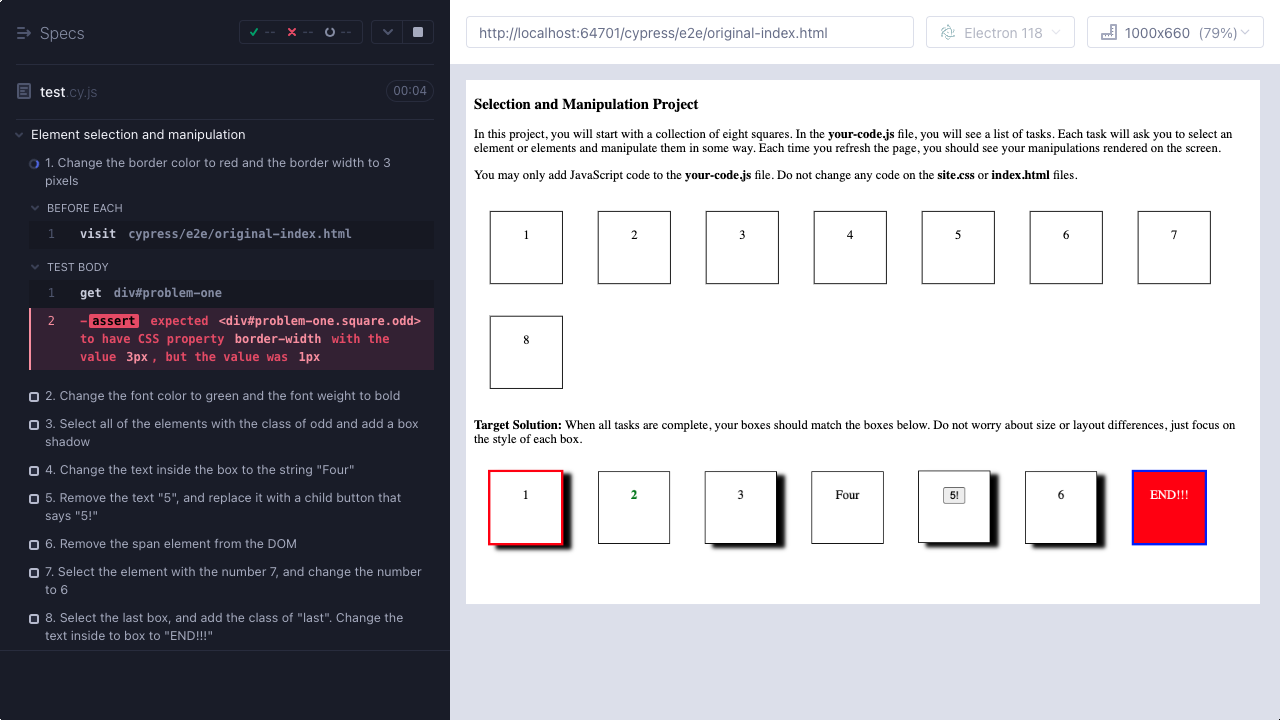 Specs
-- -- --
test.cy.js 00:04
Element selection and manipulation
1. Change the border color to red and the border width to 3
pixels
BEFORE EACH
1 visit cypress/e2e/original-index.html
TEST BODY
1 get div#problem-one
2 -assert expected <div#problem-one.square.odd>
to have CSS property border-width with the
value 3px, but the value was 1px
2. Change the font color to green and the font weight to bold
3. Select all of the elements with the class of odd and add a box
shadow
4. Change the text inside the box to the string "Four"
5. Remove the text "5", and replace it with a child button that
says "5!"
6. Remove the span element from the DOM
7. Select the element with the number 7, and change the number
to 6
8. Select the last box, and add the class of "last". Change the
text inside to box to "END!!!"
http://localhost:64701/cypress/e2e/original-index.html
Electron 118
1000x660 (79%)
Selection and Manipulation Project
In this project, you will start with a collection of eight squares. In the your-code.js file, you will see a list of tasks. Each task will ask you to select an
element or elements and manipulate them in some way. Each time you refresh the page, you should see your manipulations rendered on the screen.
You may only add JavaScript code to the your-code.js file. Do not change any code on the site.css or index.html files.
1 2 3 4 5 6 7
8
Target Solution: When all tasks are complete, your boxes should match the boxes below. Do not worry about size or layout differences, just focus on
the style of each box.
1 2 3 Four 5! 6 END!!!